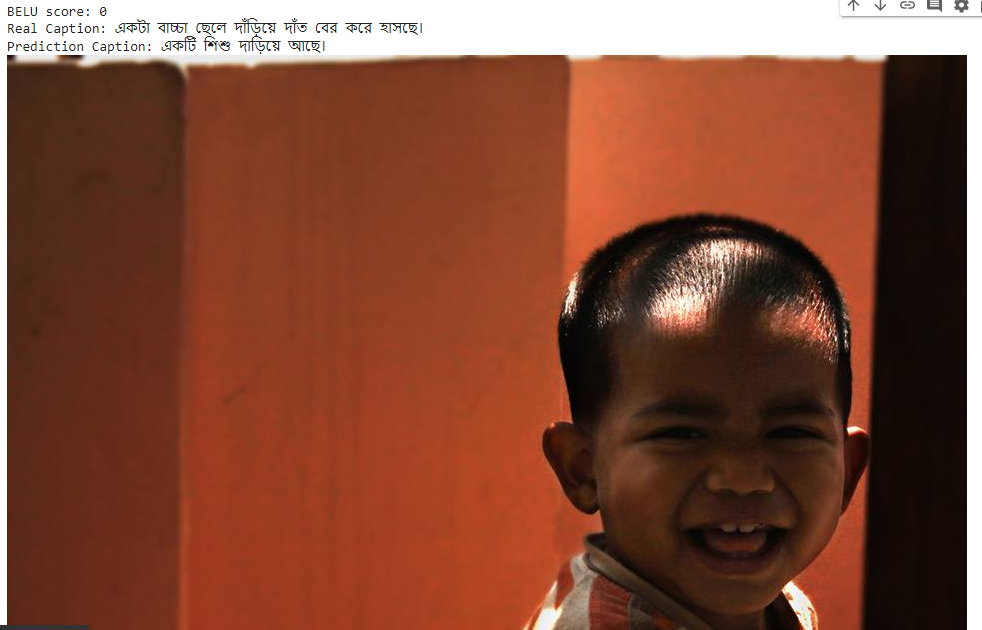 BELU score: 0
Real Caption: একটা বাচ্চা ছেলে দাঁড়িয়ে দাঁত বের করে হাসছে।
Prediction Caption: একটি শিশু দাড়িয়ে আছে।